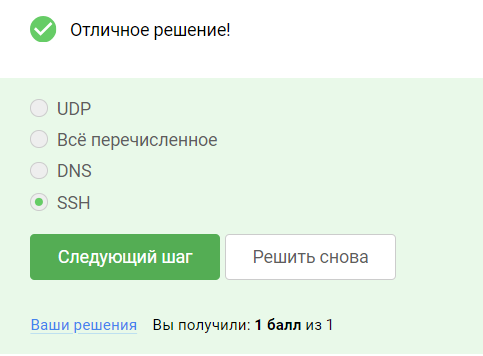 Отличное решение!
UDP
Всё перечисленное
DNS
SSH
Следующий шаг Решить снова
Ваши решения Вы получили: 1 балл из 1